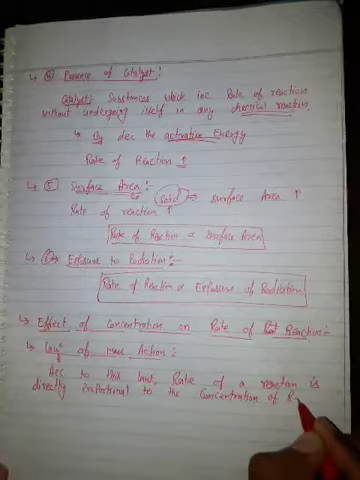 ↳ ④ Presence of Catalyst :
Catalyst: Substances which inc Rate of reaction
without undergoing itself in any chemical reaction.
↳ By dec the activation Energy
Rate of Reaction ↑
↳ ⑤ Surface Area :-
Solid ⇒ Surface Area ↑
Rate of reaction ↑
Rate of Reaction α Surface Area
↳ ⑥ Exposure to Radiation :-
Rate of Reaction α Exposure of Radiation
↳ Effect of Concentration on Rate of Reaction :-
↳ Law of mass Action :
Acc to this law, Rate of a reaction is
directly proportional to the Concentration of R